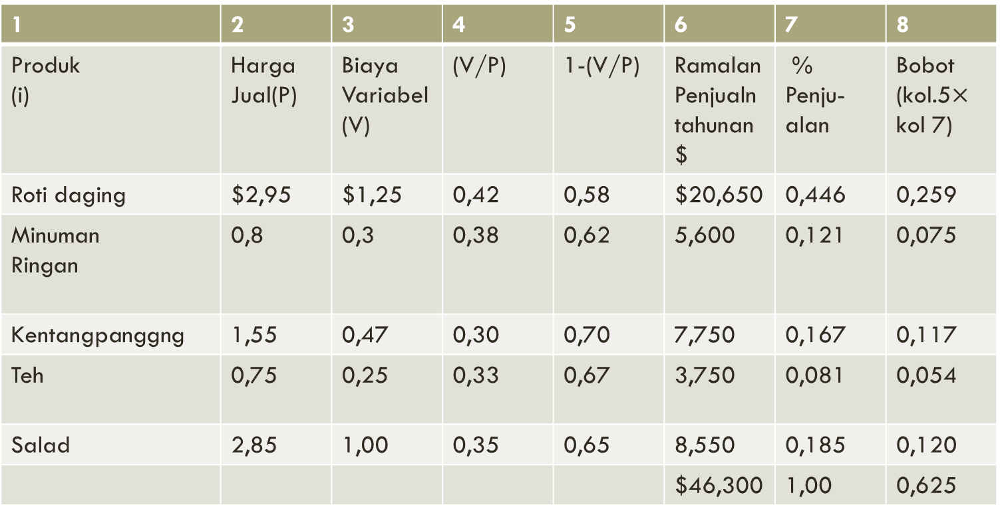 1 2 3 4 5 6 7 8
Produk (i) Harga Jual(P) Biaya Variabel (V) (V/P) 1-(V/P) Ramalan Penjualn tahunan $ % Penju-alan Bobot (kol.5× kol 7)
Roti daging $2,95 $1,25 0,42 0,58 $20,650 0,446 0,259
Minuman Ringan 0,8 0,3 0,38 0,62 5,600 0,121 0,075
Kentangpanggng 1,55 0,47 0,30 0,70 7,750 0,167 0,117
Teh 0,75 0,25 0,33 0,67 3,750 0,081 0,054
Salad 2,85 1,00 0,35 0,65 8,550 0,185 0,120
$46,300 1,00 0,625